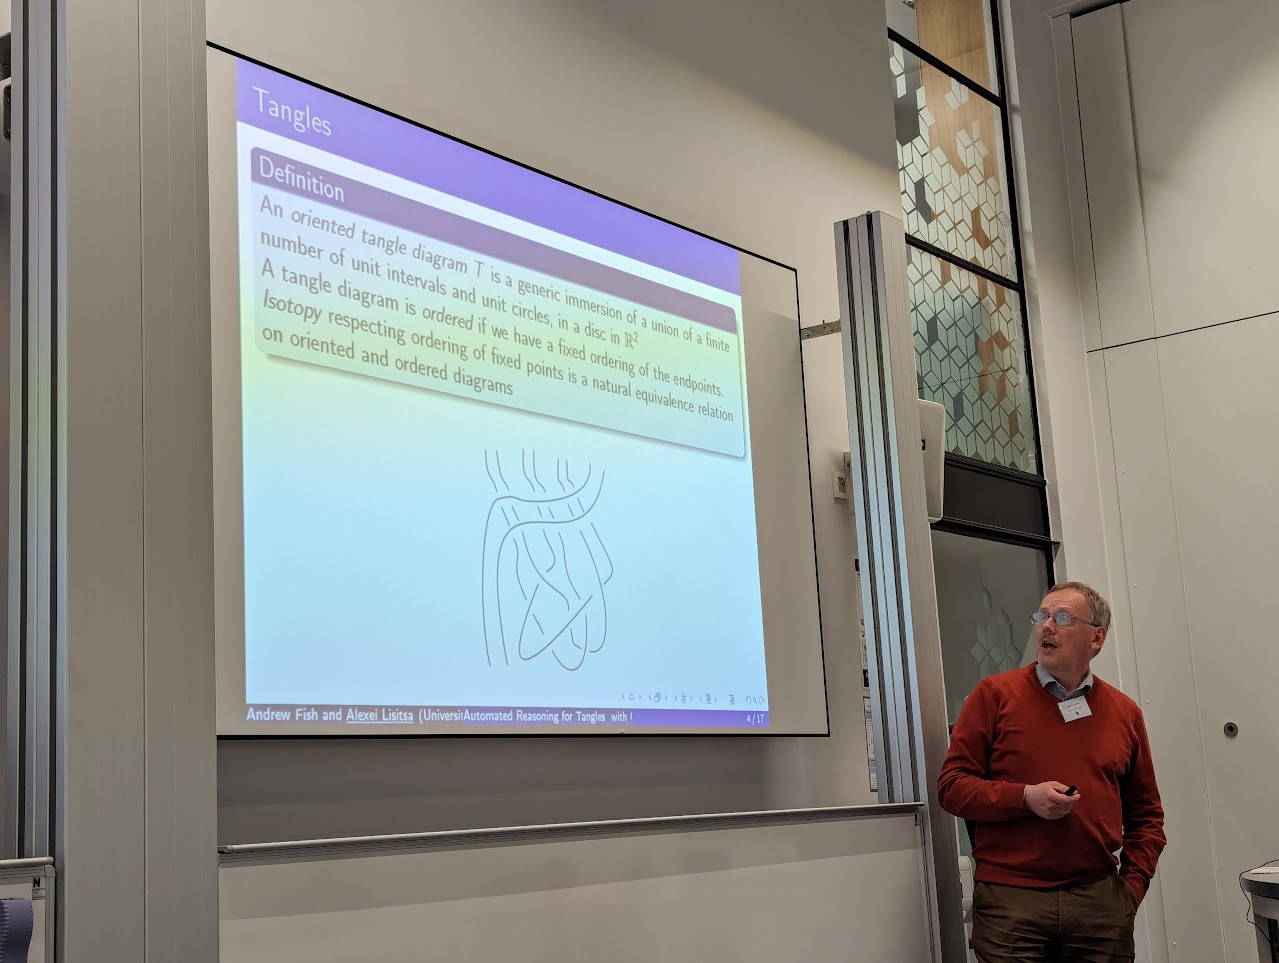 Tangles
Definition
An oriented tangle diagram T is a generic immersion of a union of a finite
number of unit intervals and unit circles, in a disc in ℝ²
A tangle diagram is ordered if we have a fixed ordering of the endpoints.
Isotopy respecting ordering of fixed points is a natural equivalence relation
on oriented and ordered diagrams
Andrew Fish and Alexei Lisitsa (Universi Automated Reasoning for Tangles with
4 / 17
N